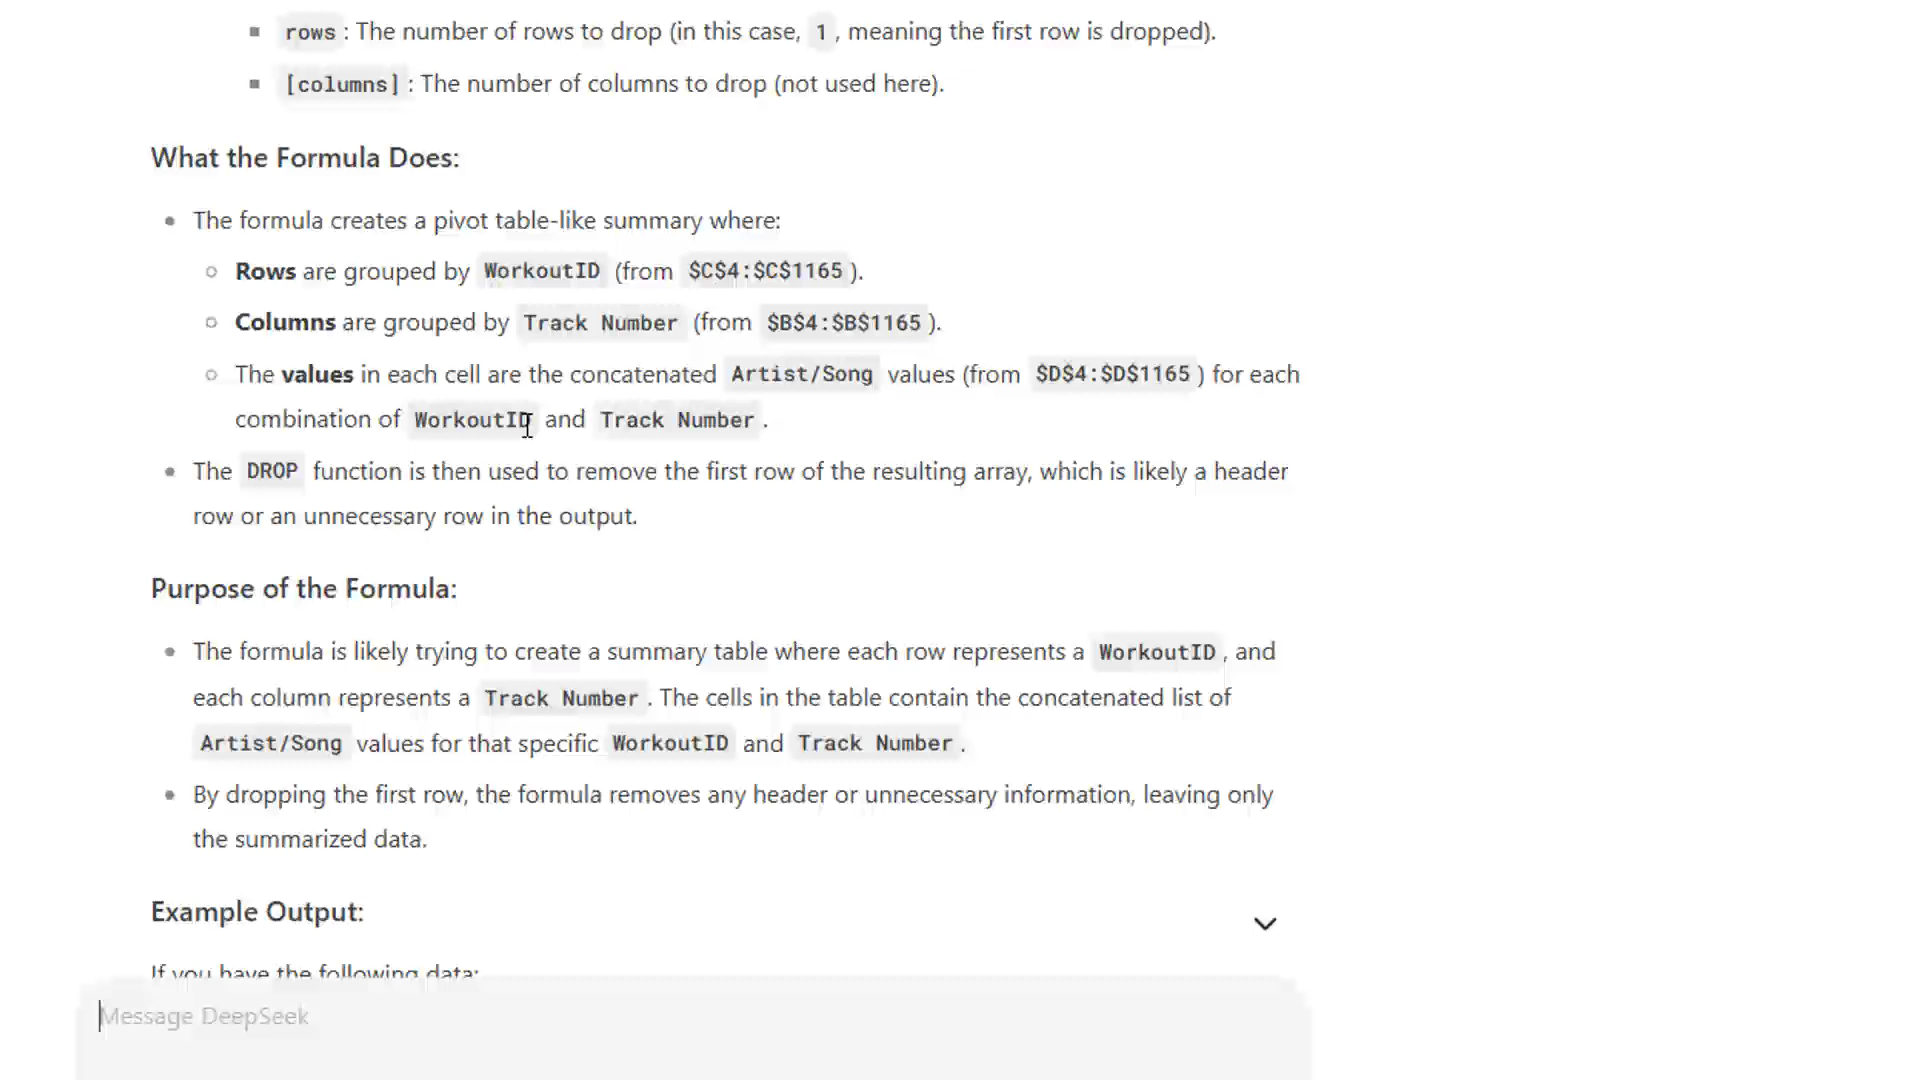 rows : The number of rows to drop (in this case, 1 , meaning the first row is dropped).
[columns] : The number of columns to drop (not used here).
What the Formula Does:
The formula creates a pivot table-like summary where:
Rows are grouped by WorkoutID (from $C$4:$C$1165 ).
Columns are grouped by Track Number (from $B$4:$B$1165 ).
The values in each cell are the concatenated Artist/Song values (from $D$4:$D$1165 ) for each
combination of WorkoutID and Track Number .
The DROP function is then used to remove the first row of the resulting array, which is likely a header
row or an unnecessary row in the output.
Purpose of the Formula:
The formula is likely trying to create a summary table where each row represents a WorkoutID , and
each column represents a Track Number . The cells in the table contain the concatenated list of
Artist/Song values for that specific WorkoutID and Track Number .
By dropping the first row, the formula removes any header or unnecessary information, leaving only
the summarized data.
Example Output:
If you have the following data:
Message DeepSeek